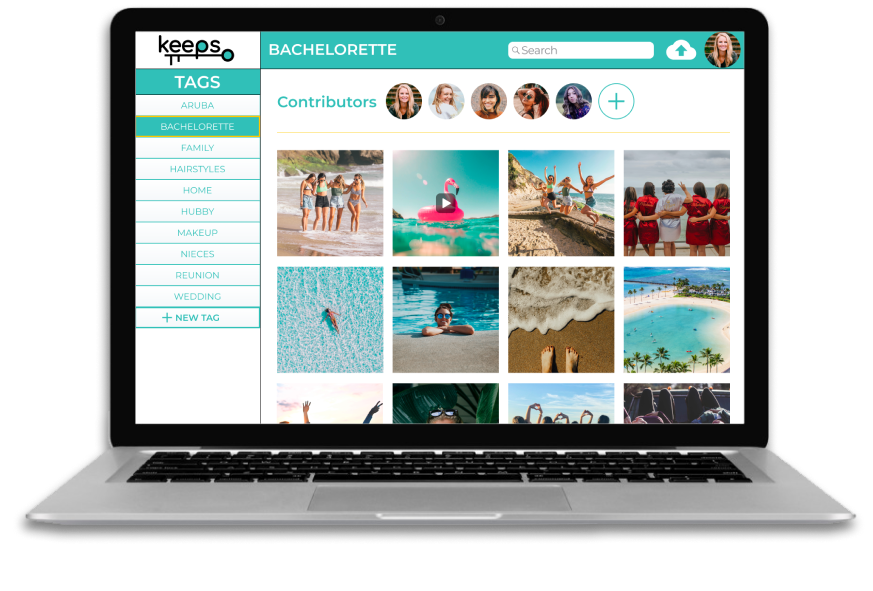 keeps
BACHELORETTE
Search
TAGS
ARUBA
BACHELORETTE
FAMILY
HAIRSTYLES
HOME
HUBBY
MAKEUP
NIECES
REUNION
WEDDING
+ NEW TAG
Contributors